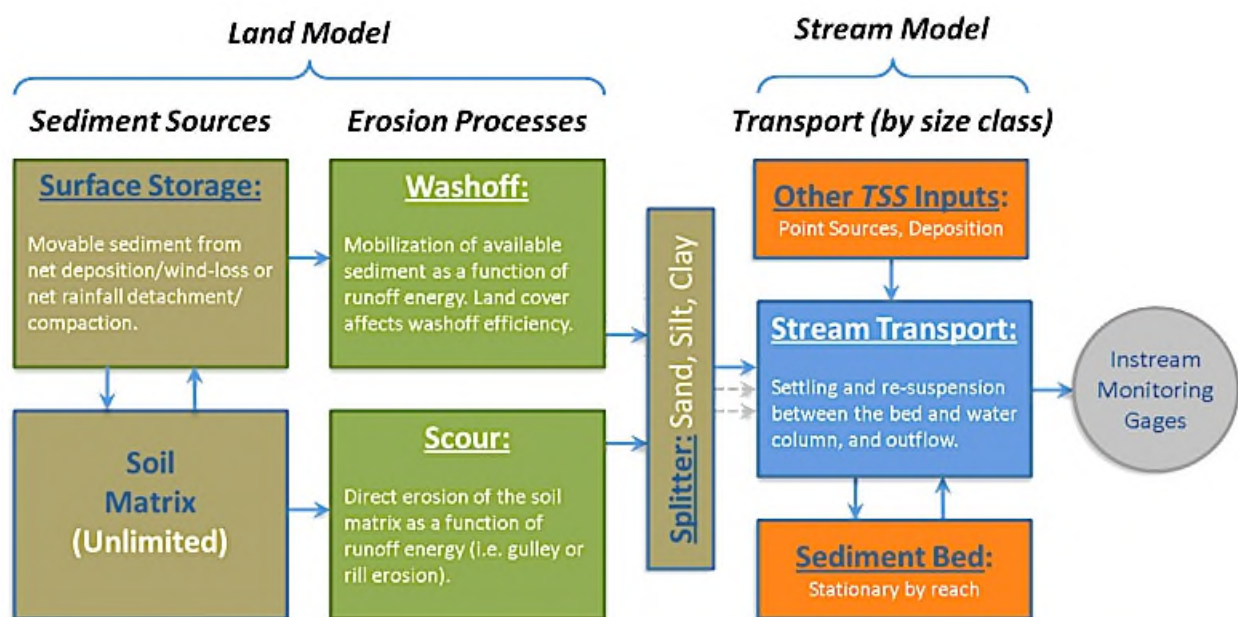 Land Model
Stream Model
Sediment Sources
Erosion Processes
Transport (by size class)
Surface Storage:
Movable sediment from
net deposition/wind-loss or
net rainfall detachment/
compaction.
Washoff:
Mobilization of available
sediment as a function of
runoff energy. Land cover
affects washoff efficiency.
Soil
Matrix
(Unlimited)
Scour:
Direct erosion of the soil
matrix as a function of
runoff energy (i.e. gulley or
rill erosion).
Splitter: Sand, Silt, Clay
Other TSS Inputs:
Point Sources, Deposition
Stream Transport:
Settling and re-suspension
between the bed and water
column, and outflow.
Sediment Bed:
Stationary by reach
Instream
Monitoring
Gages